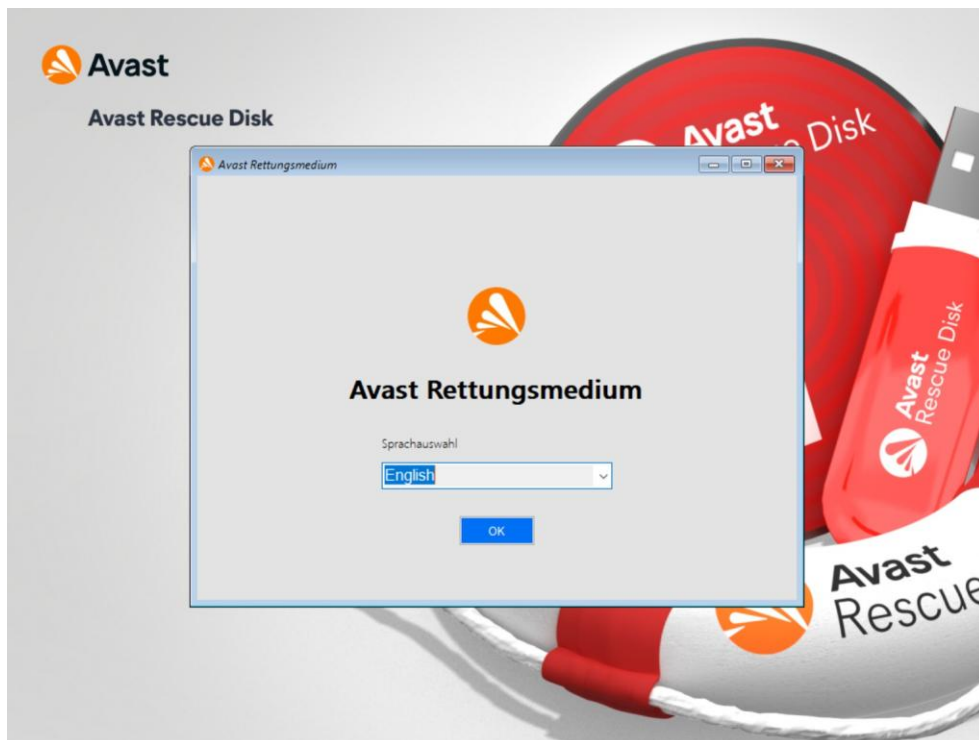 Avast
Avast Rescue Disk
Avast
Disk
Avast Rettungsmedium
Avast Rettungsmedium
Sprachauswahl
English
OK
Avast
Rescue Disk
Avast
Rescue